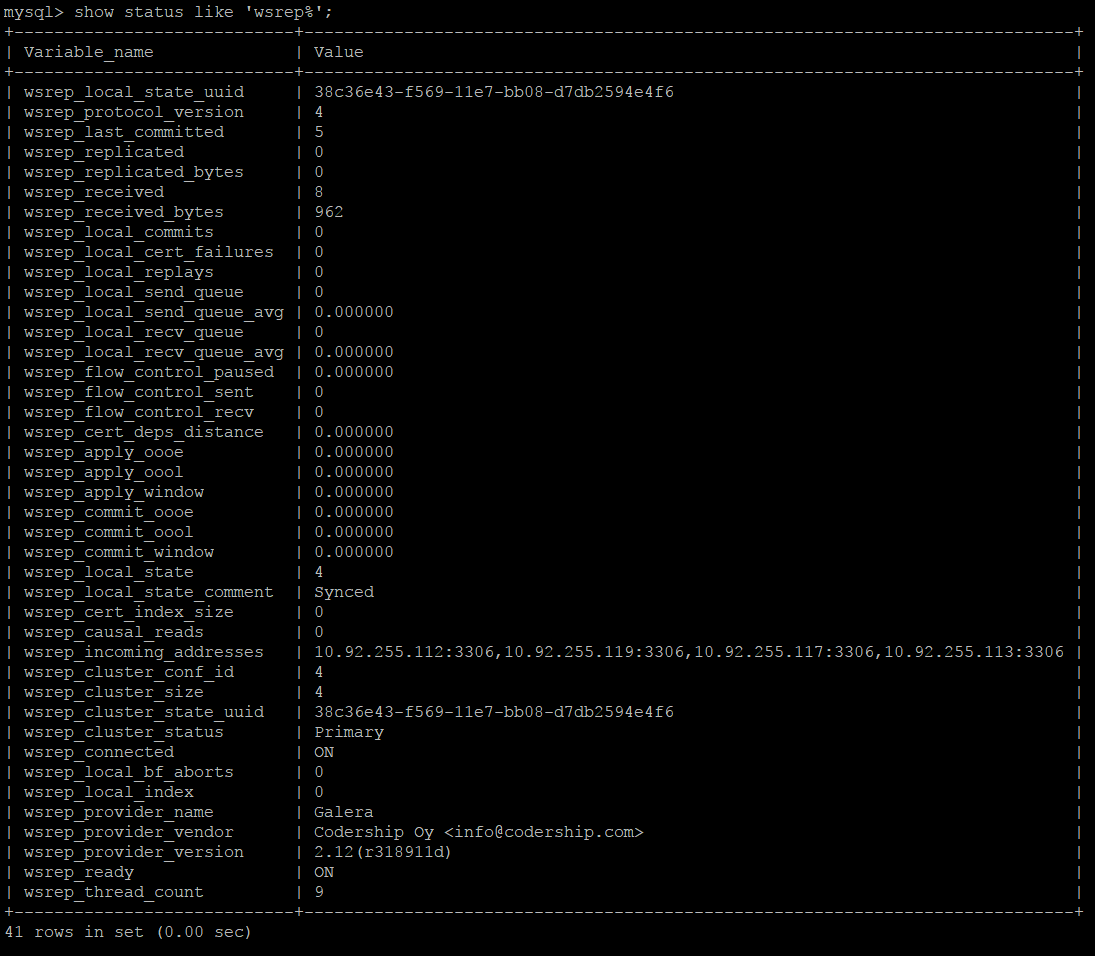 mysql> show status like 'wsrep%';
+----------------------------+-----------------------------------------------------------------------------+
| Variable_name              | Value                                                                       |
+----------------------------+-----------------------------------------------------------------------------+
| wsrep_local_state_uuid     | 38c36e43-f569-11e7-bb08-d7db2594e4f6                                        |
| wsrep_protocol_version     | 4                                                                           |
| wsrep_last_committed       | 5                                                                           |
| wsrep_replicated           | 0                                                                           |
| wsrep_replicated_bytes     | 0                                                                           |
| wsrep_received             | 8                                                                           |
| wsrep_received_bytes       | 962                                                                         |
| wsrep_local_commits        | 0                                                                           |
| wsrep_local_cert_failures  | 0                                                                           |
| wsrep_local_replays        | 0                                                                           |
| wsrep_local_send_queue     | 0                                                                           |
| wsrep_local_send_queue_avg | 0.000000                                                                    |
| wsrep_local_recv_queue     | 0                                                                           |
| wsrep_local_recv_queue_avg | 0.000000                                                                    |
| wsrep_flow_control_paused  | 0.000000                                                                    |
| wsrep_flow_control_sent    | 0                                                                           |
| wsrep_flow_control_recv    | 0                                                                           |
| wsrep_cert_deps_distance   | 0.000000                                                                    |
| wsrep_apply_oooe           | 0.000000                                                                    |
| wsrep_apply_oool           | 0.000000                                                                    |
| wsrep_apply_window         | 0.000000                                                                    |
| wsrep_commit_oooe          | 0.000000                                                                    |
| wsrep_commit_oool          | 0.000000                                                                    |
| wsrep_commit_window        | 0.000000                                                                    |
| wsrep_local_state          | 4                                                                           |
| wsrep_local_state_comment  | Synced                                                                      |
| wsrep_cert_index_size      | 0                                                                           |
| wsrep_causal_reads         | 0                                                                           |
| wsrep_incoming_addresses   | 10.92.255.112:3306,10.92.255.119:3306,10.92.255.117:3306,10.92.255.113:3306 |
| wsrep_cluster_conf_id      | 4                                                                           |
| wsrep_cluster_size         | 4                                                                           |
| wsrep_cluster_state_uuid   | 38c36e43-f569-11e7-bb08-d7db2594e4f6                                        |
| wsrep_cluster_status       | Primary                                                                     |
| wsrep_connected            | ON                                                                          |
| wsrep_local_bf_aborts      | 0                                                                           |
| wsrep_local_index          | 0                                                                           |
| wsrep_provider_name        | Galera                                                                      |
| wsrep_provider_vendor      | Codership Oy <info@codership.com>                                           |
| wsrep_provider_version     | 2.12(r318911d)                                                              |
| wsrep_ready                | ON                                                                          |
| wsrep_thread_count         | 9                                                                           |
+----------------------------+-----------------------------------------------------------------------------+
41 rows in set (0.00 sec)